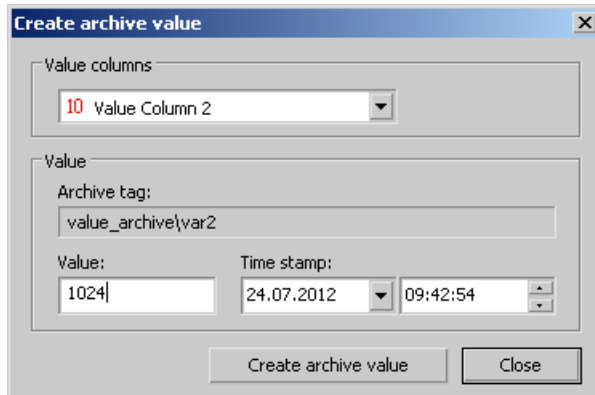 Create archive value
Value columns
10 Value Column 2
Value
Archive tag:
value_archive\var2
Value: Time stamp:
1024 24.07.2012 09:42:54
Create archive value Close